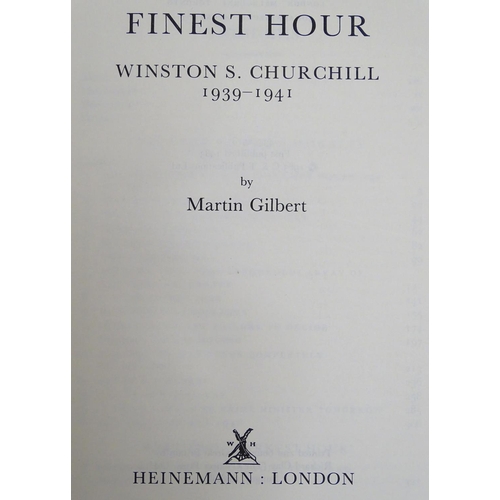 FINEST HOUR
WINSTON S. CHURCHILL
1939–1941
by
Martin Gilbert
W H
HEINEMANN : LONDON